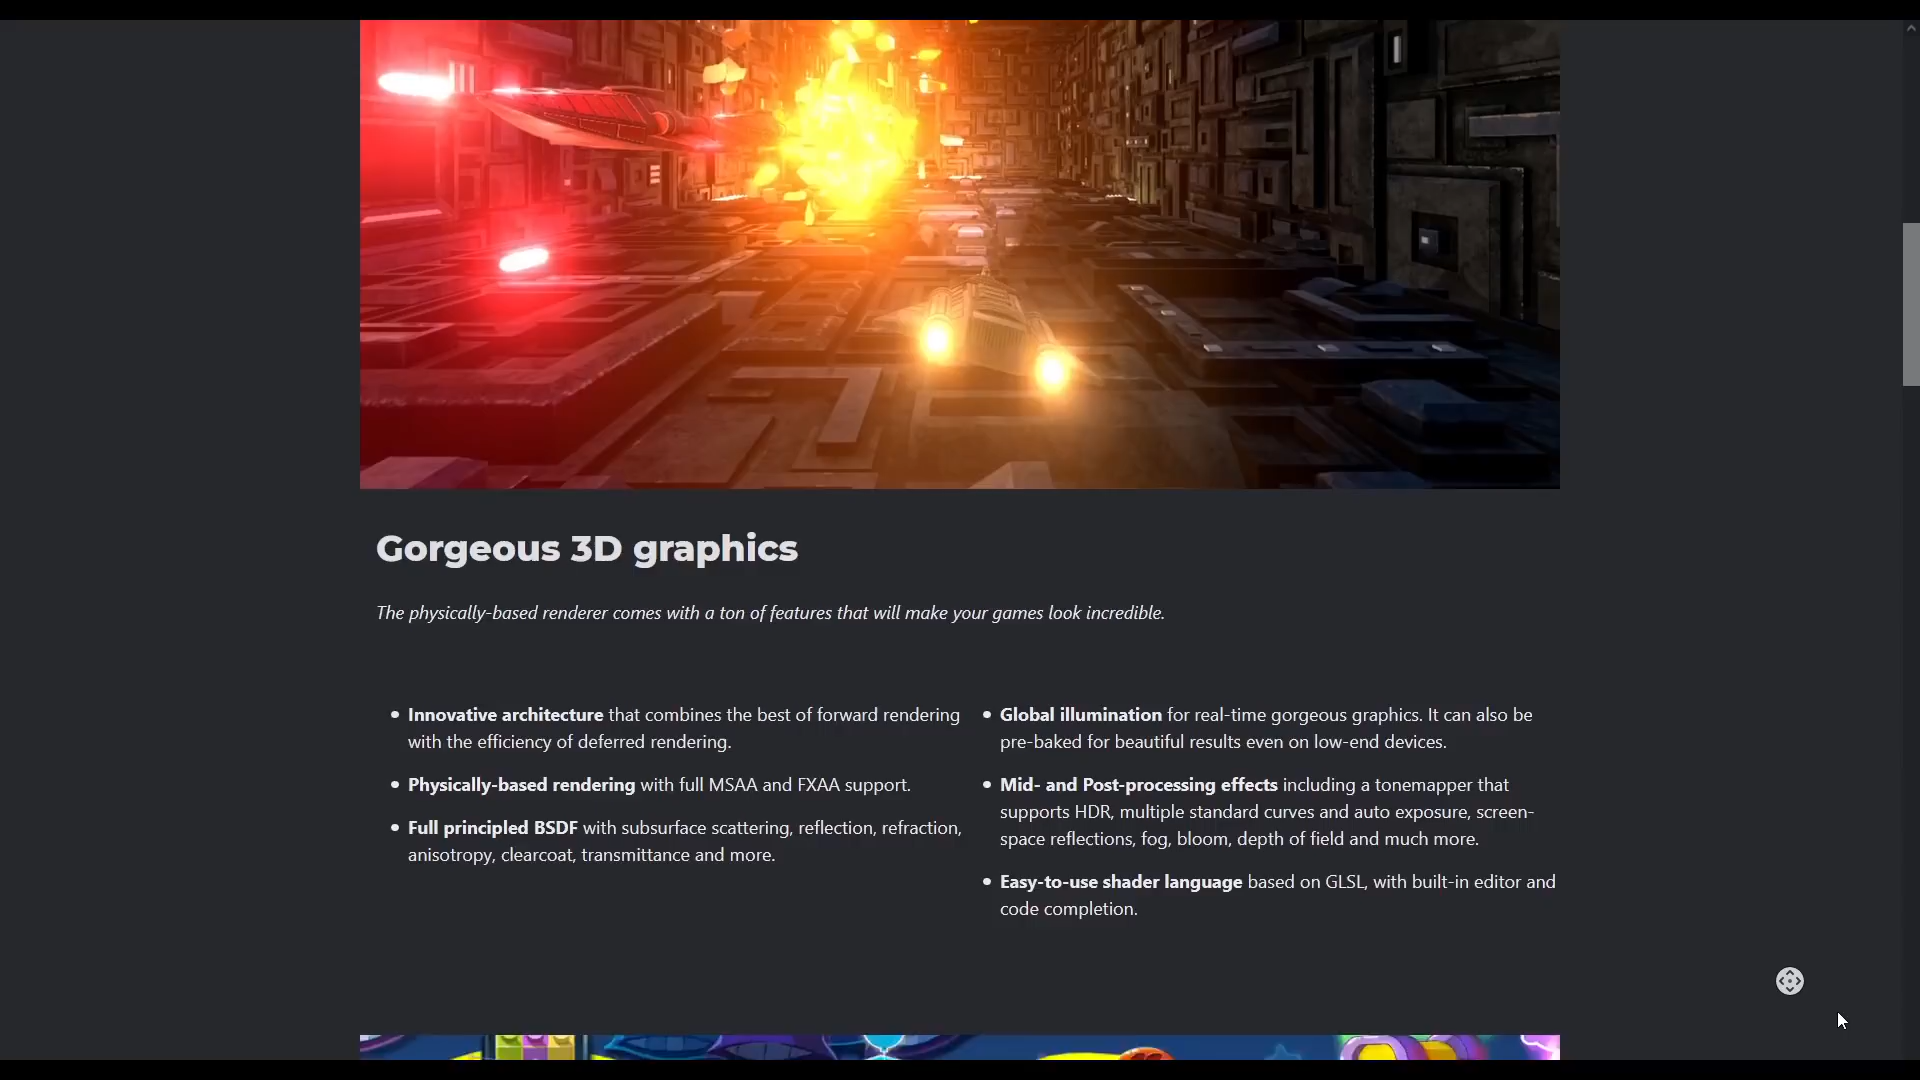 Gorgeous 3D graphics
The physically-based renderer comes with a ton of features that will make your games look incredible.
Innovative architecture that combines the best of forward rendering
with the efficiency of deferred rendering.
Physically-based rendering with full MSAA and FXAA support.
Full principled BSDF with subsurface scattering, reflection, refraction,
anisotropy, clearcoat, transmittance and more.
Global illumination for real-time gorgeous graphics. It can also be
pre-baked for beautiful results even on low-end devices.
Mid- and Post-processing effects including a tonemapper that
supports HDR, multiple standard curves and auto exposure, screen-
space reflections, fog, bloom, depth of field and much more.
Easy-to-use shader language based on GLSL, with built-in editor and
code completion.